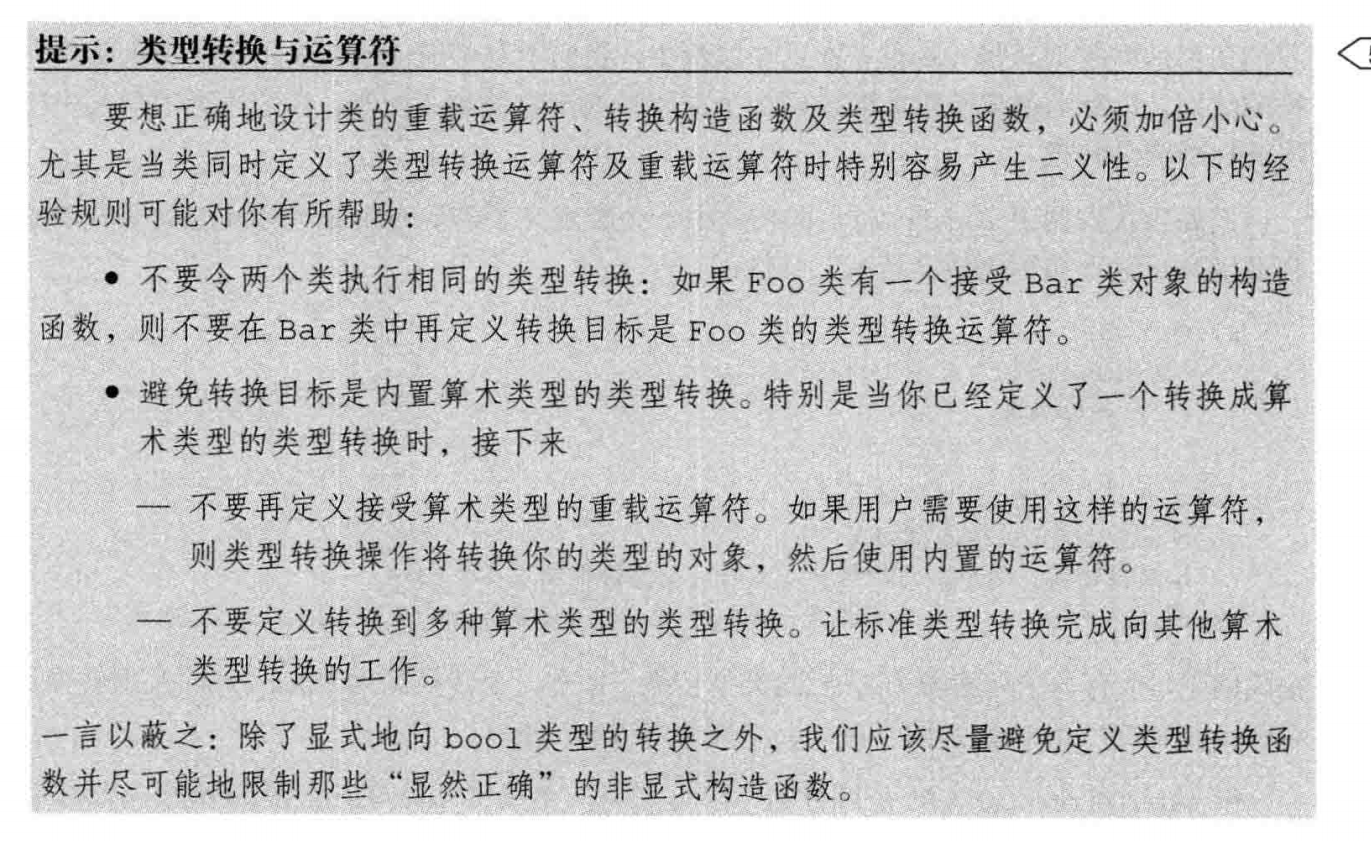 提示：类型转换与运算符
要想正确地设计类的重载运算符、转换构造函数及类型转换函数，必须加倍小心。
尤其是当类同时定义了类型转换运算符及重载运算符时特别容易产生二义性。以下的经
验规则可能对你有所帮助：
• 不要令两个类执行相同的类型转换：如果 Foo 类有一个接受 Bar 类对象的构造
函数，则不要在 Bar 类中再定义转换目标是 Foo 类的类型转换运算符。
• 避免转换目标是内置算术类型的类型转换。特别是当你已经定义了一个转换成算
术类型的类型转换时，接下来
— 不要再定义接受算术类型的重载运算符。如果用户需要使用这样的运算符，
则类型转换操作将转换你的类型的对象，然后使用内置的运算符。
— 不要定义转换到多种算术类型的类型转换。让标准类型转换完成向其他算术
类型转换的工作。
一言以蔽之：除了显式地向 bool 类型的转换之外，我们应该尽量避免定义类型转换函
数并尽可能地限制那些“显然正确”的非显式构造函数。